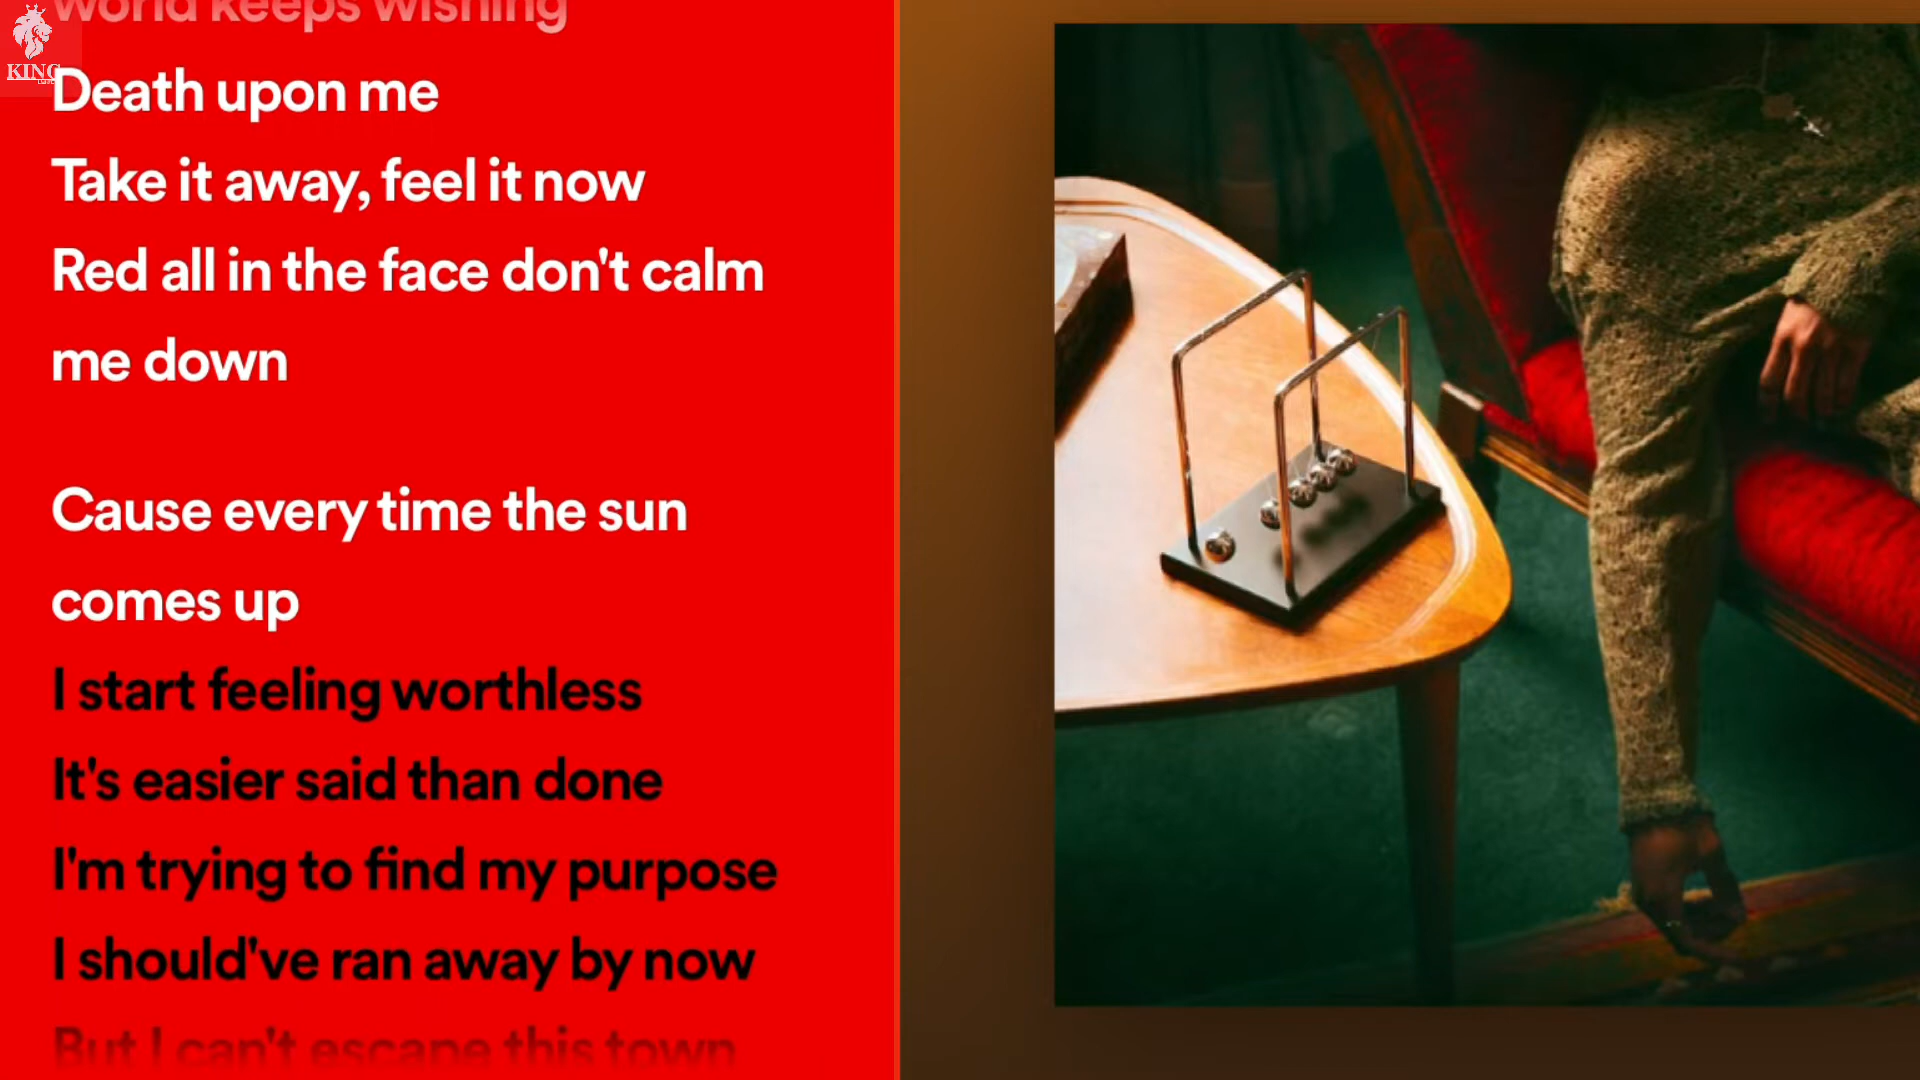 world keeps wishing
KING
Death upon me
Take it away, feel it now
Red all in the face don't calm
me down
Cause every time the sun
comes up
I start feeling worthless
It's easier said than done
I'm trying to find my purpose
I should've ran away by now
But I can't escape this town